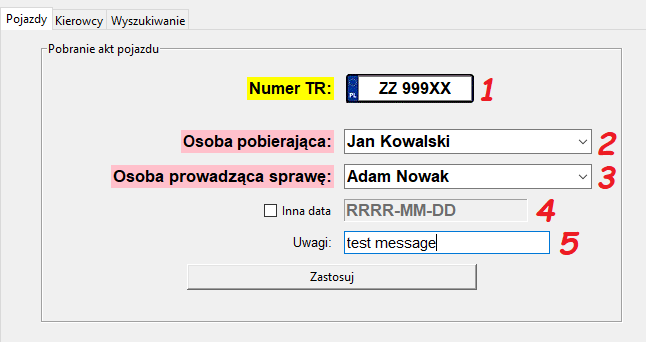 Pojazdy Kierowcy Wyszukiwanie
Pobranie akt pojazdu
Numer TR: PL ZZ 999XX 1
Osoba pobierająca: Jan Kowalski 2
Osoba prowadząca sprawę: Adam Nowak 3
Inna data RRRR-MM-DD 4
Uwagi: test message 5
Zastosuj